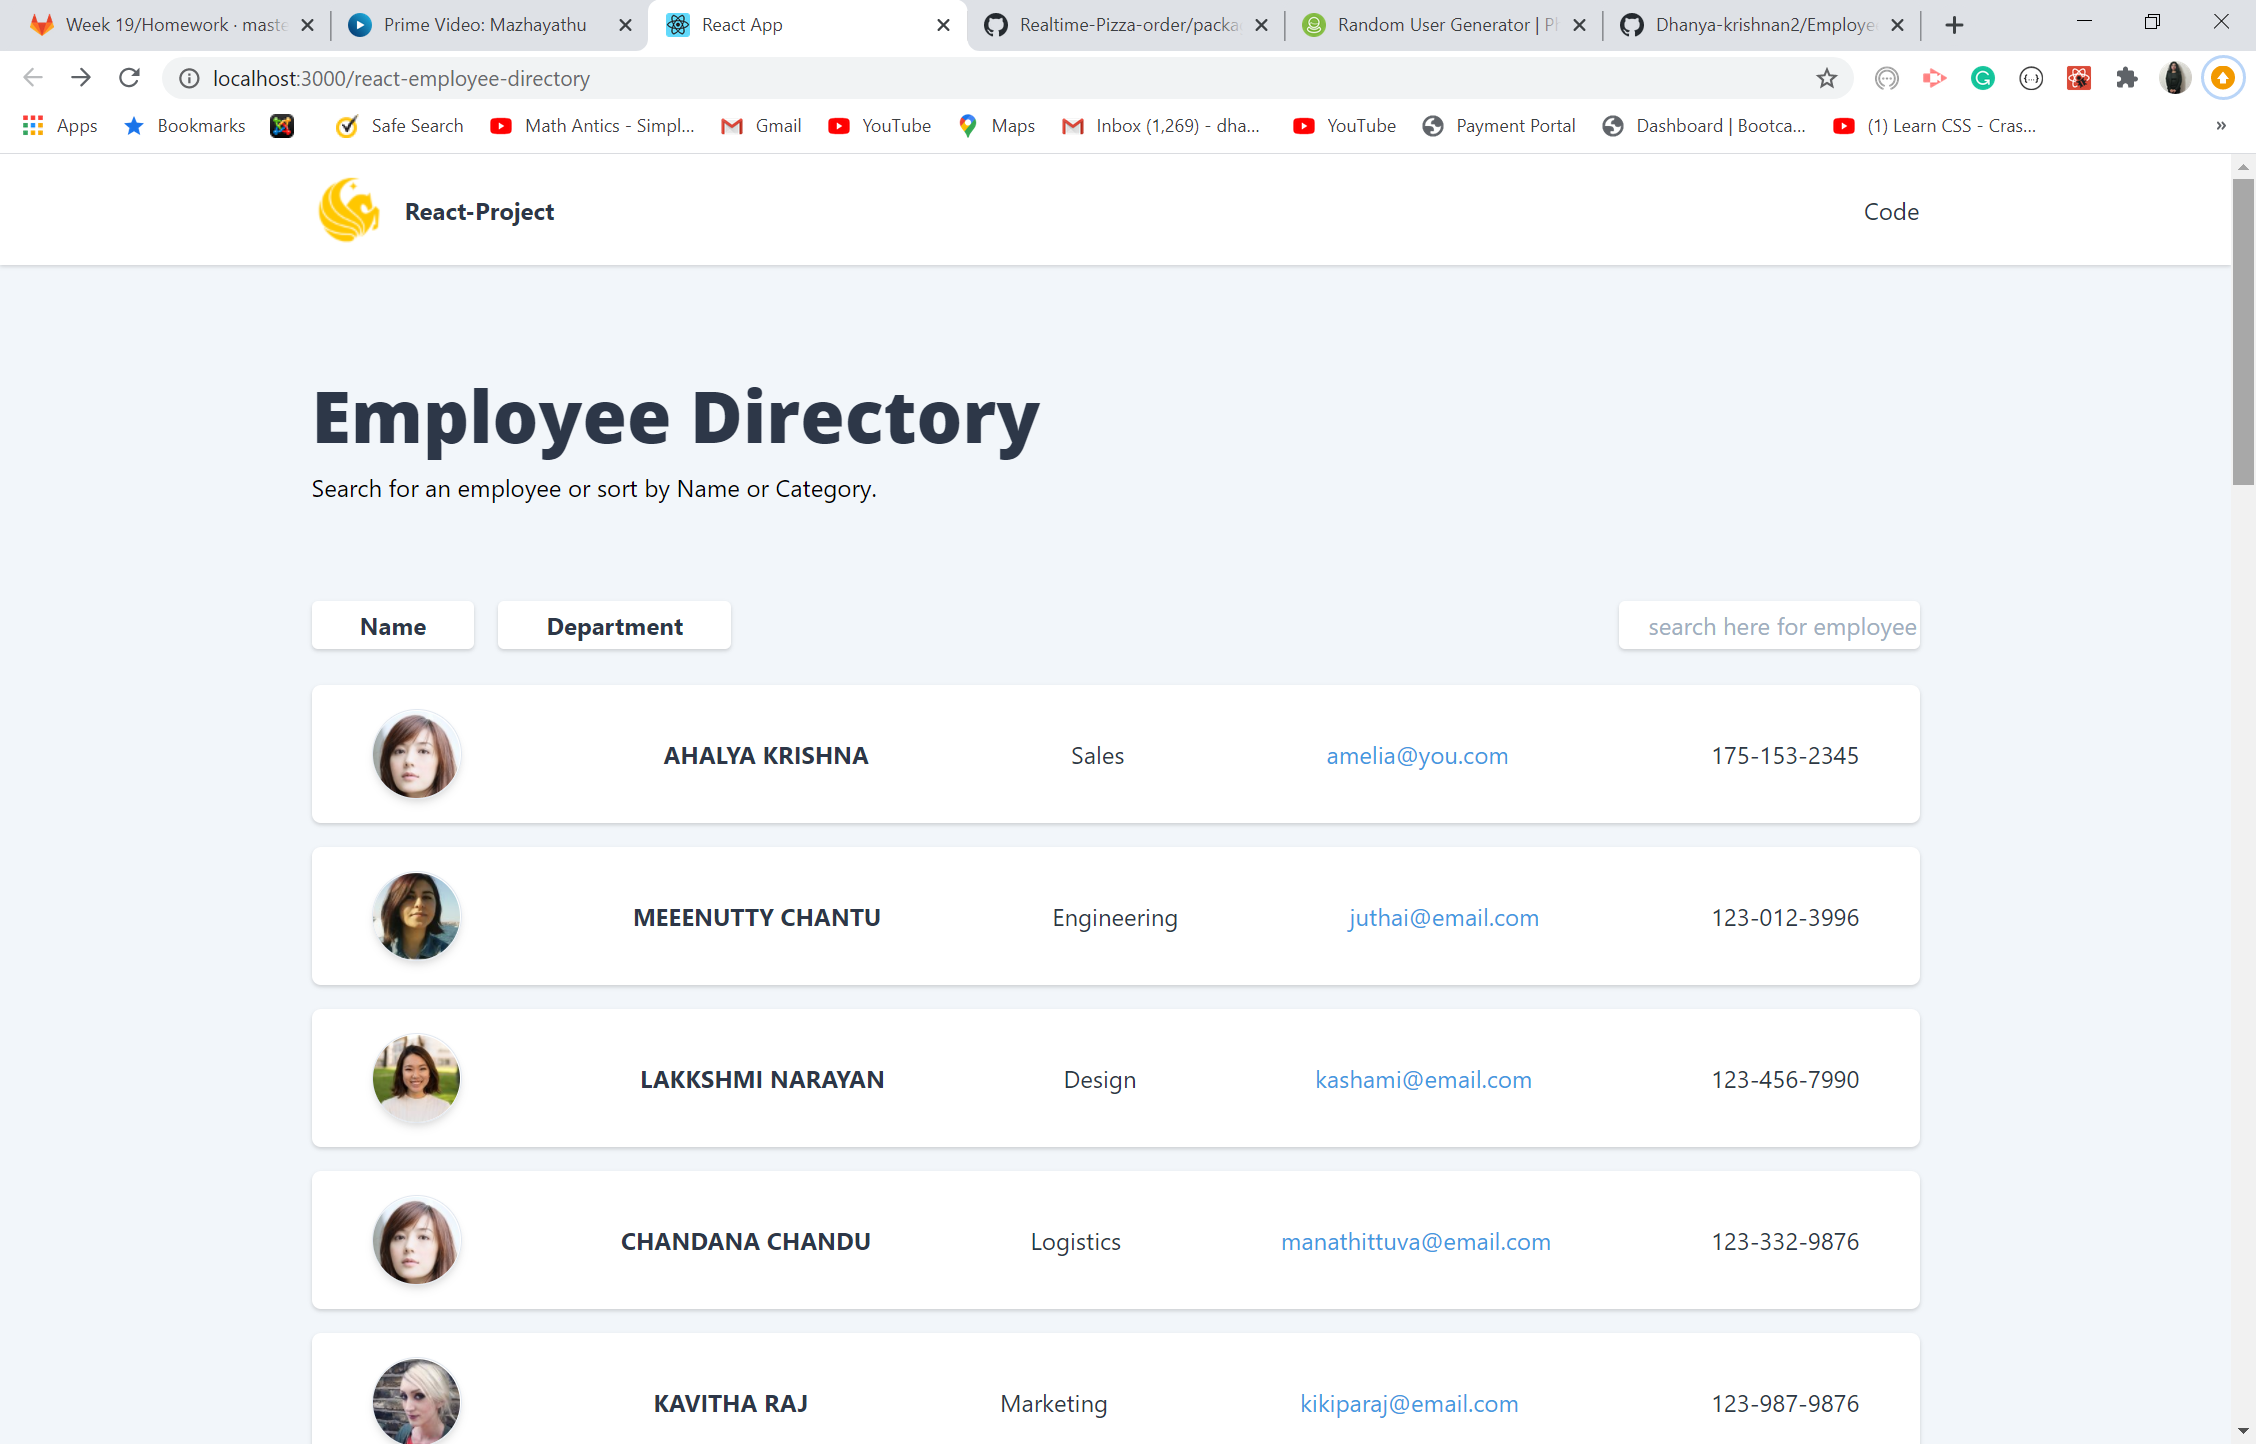 Week 19/Homework · maste
Prime Video: Mazhayathu
React App
Realtime-Pizza-order/packa
Random User Generator | Ph
Dhanya-krishnan2/Employee
localhost:3000/react-employee-directory
Apps
Bookmarks
Safe Search
Math Antics - Simpl...
Gmail
YouTube
Maps
Inbox (1,269) - dha...
YouTube
Payment Portal
Dashboard | Bootca...
(1) Learn CSS - Cras...
»
React-Project
Code
Employee Directory
Search for an employee or sort by Name or Category.
Name
Department
search here for employee
AHALYA KRISHNA Sales amelia@you.com 175-153-2345
MEEENUTTY CHANTU Engineering juthai@email.com 123-012-3996
LAKKSHMI NARAYAN Design kashami@email.com 123-456-7990
CHANDANA CHANDU Logistics manathittuva@email.com 123-332-9876
KAVITHA RAJ Marketing kikiparaj@email.com 123-987-9876